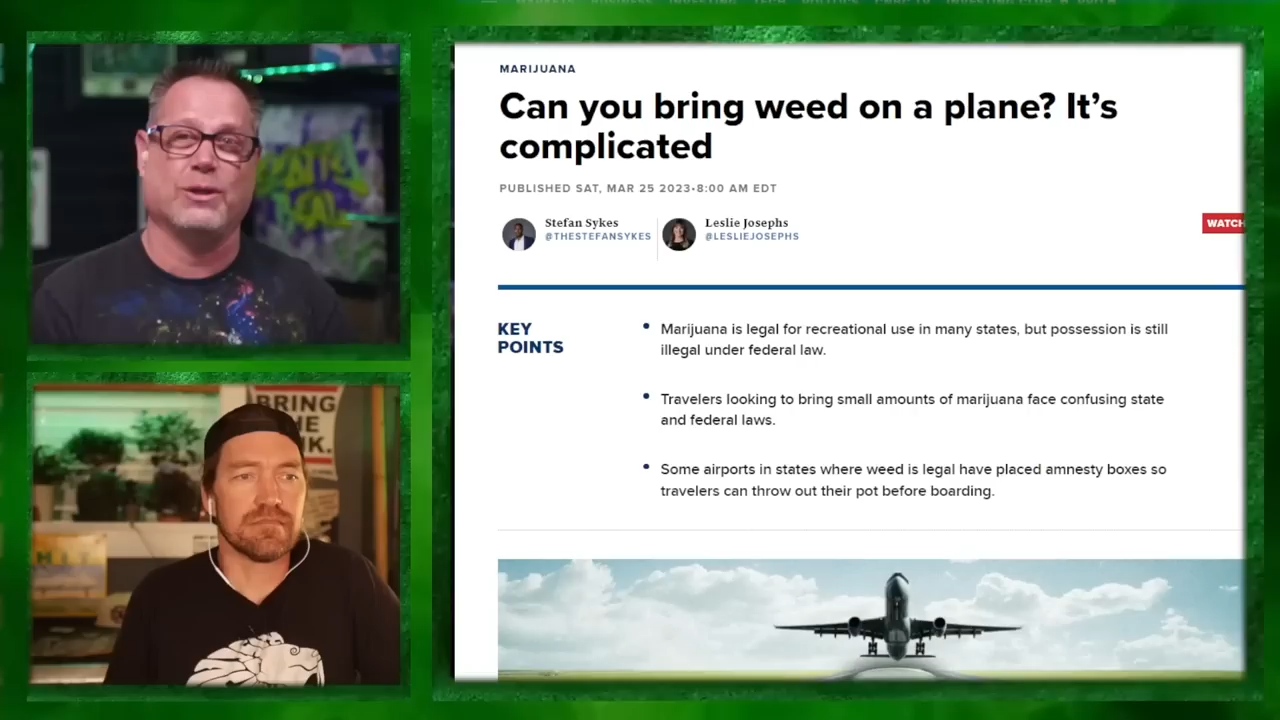 MARIJUANA
Can you bring weed on a plane? It's
complicated
PUBLISHED SAT, MAR 25 2023•8:00 AM EDT
Stefan Sykes
@THESTEFANSYKES
Leslie Josephs
@LESLIEJOSEPHS
WATCH
KEY
POINTS
• Marijuana is legal for recreational use in many states, but possession is still
illegal under federal law.
• Travelers looking to bring small amounts of marijuana face confusing state
and federal laws.
• Some airports in states where weed is legal have placed amnesty boxes so
travelers can throw out their pot before boarding.
BRING